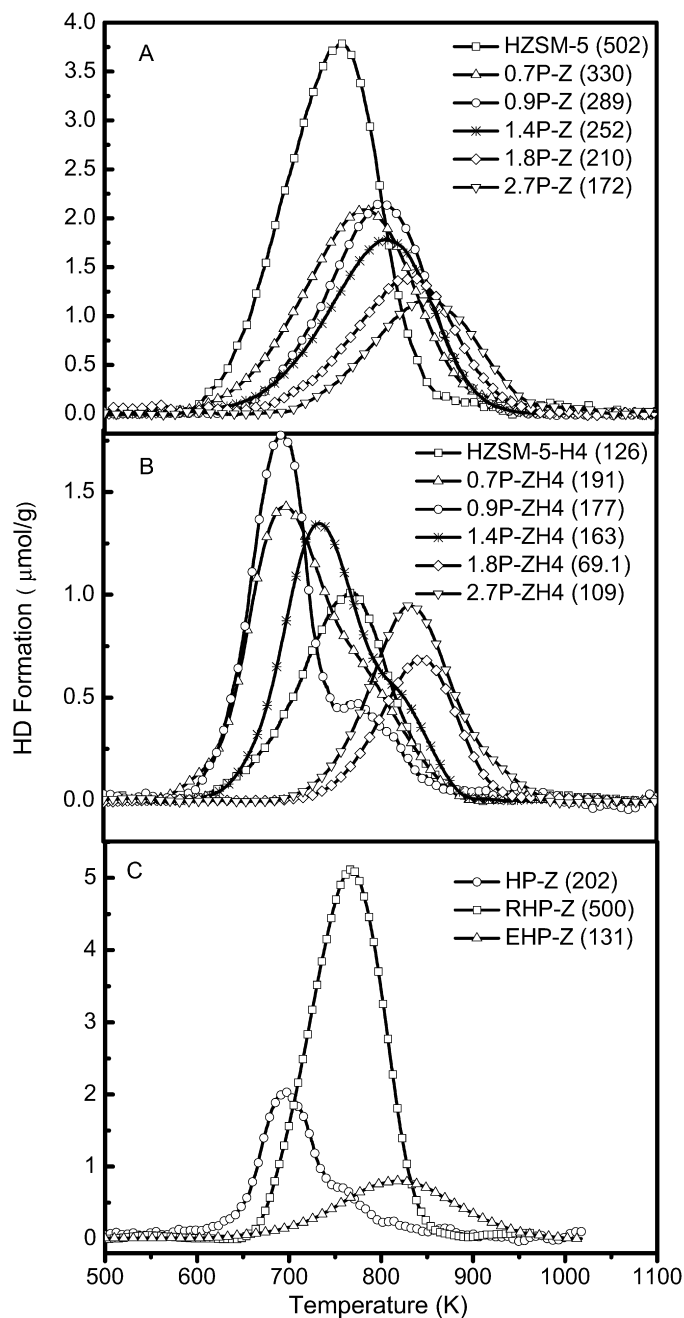 4.0
A
HZSM-5 (502)
3.5
0.7P-Z (330)
0.9P-Z (289)
3.0
1.4P-Z (252)
1.8P-Z (210)
2.5
2.7P-Z (172)
2.0
1.5
1.0
0.5
0.0
B
HZSM-5-H4 (126)
0.7P-ZH4 (191)
1.5
0.9P-ZH4 (177)
1.4P-ZH4 (163)
1.8P-ZH4 (69.1)
1.0
2.7P-ZH4 (109)
0.5
0.0
HD Formation ( μmol/g)
C
5
HP-Z (202)
RHP-Z (500)
4
EHP-Z (131)
3
2
1
0
500 600 700 800 900 1000 1100
Temperature (K)